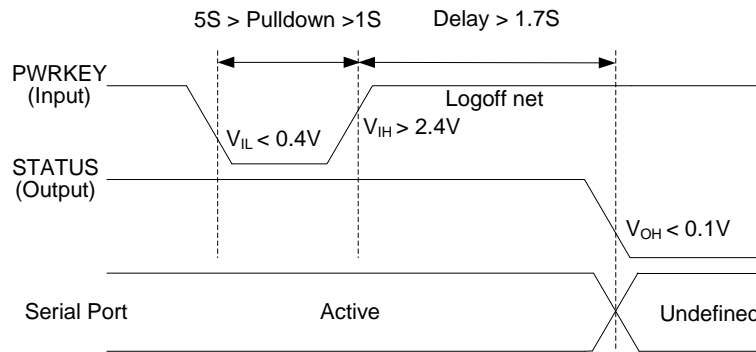 5S > Pulldown >1S
Delay > 1.7S
PWRKEY
(Input)
Logoff net
VIL < 0.4V
VIH > 2.4V
STATUS
(Output)
VOH < 0.1V
Serial Port
Active
Undefined